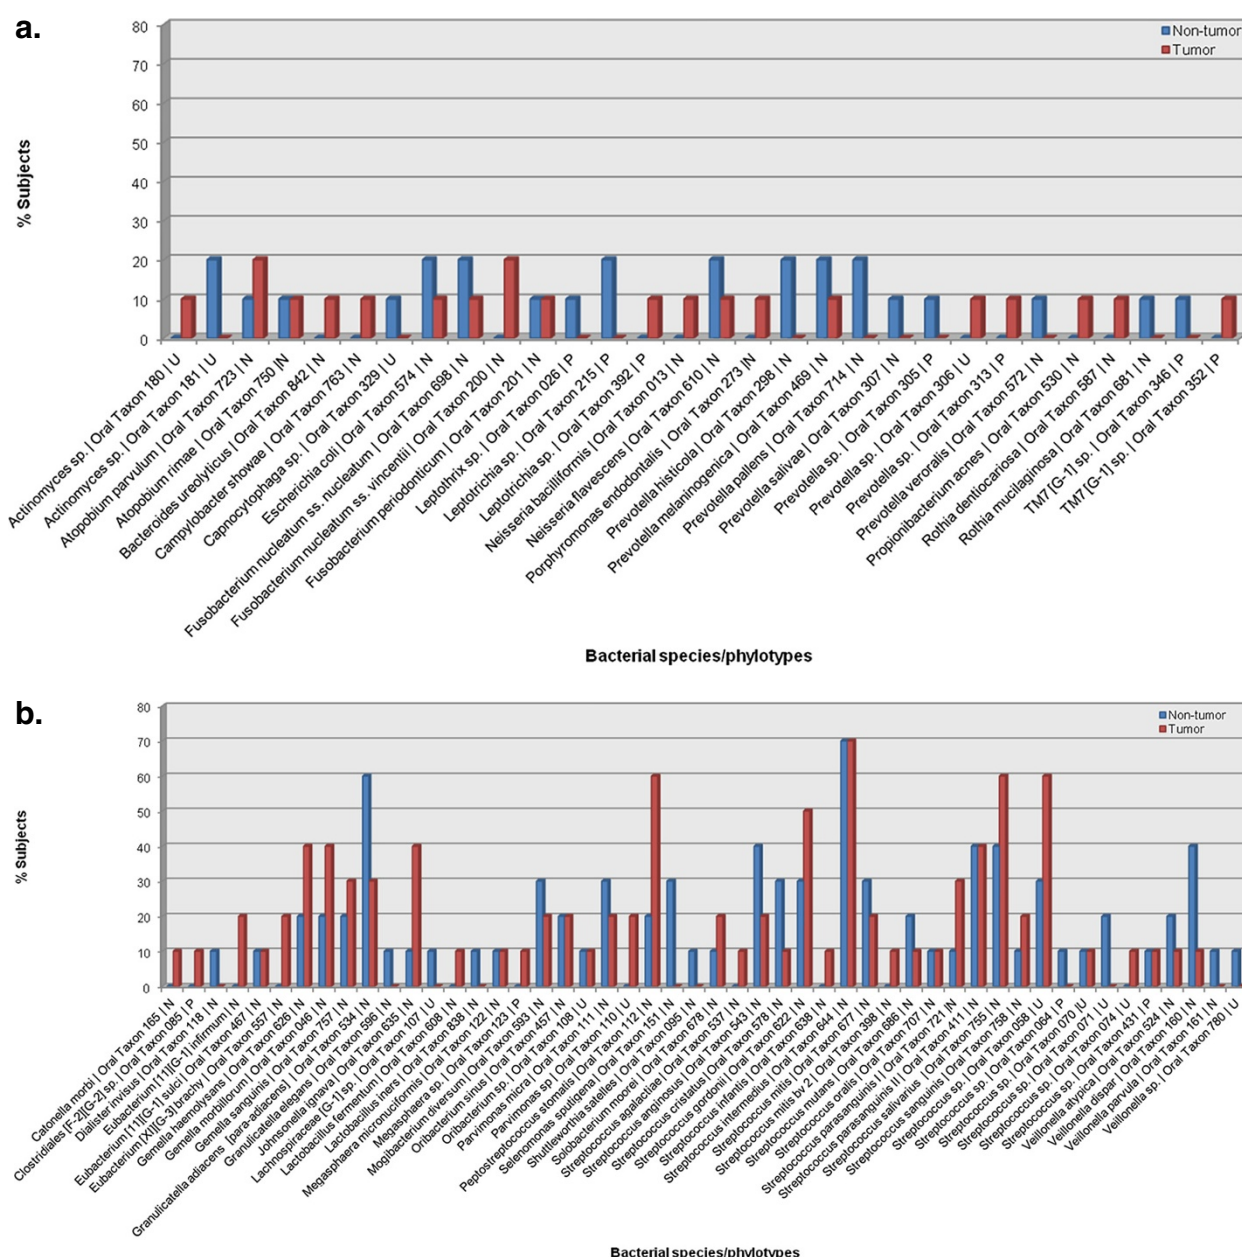 a.
80
70
60
50
40
30
20
10
0
% Subjects
Non-tumor
Tumor
Actinomyces sp. | Oral Taxon 180 | U
Actinomyces sp. | Oral Taxon 181 | U
Atopobium parvulum | Oral Taxon 723 | N
Atopobium rimae | Oral Taxon 750 |N
Bacteroides ureolyticus | Oral Taxon 842 | N
Campylobacter showae | Oral Taxon 763 | N
Capnocytophaga sp. | Oral Taxon 329 | U
Escherichia coli | Oral Taxon 574 | N
Fusobacterium nucleatum ss. nucleatum | Oral Taxon 698 | N
Fusobacterium nucleatum ss. vincentii | Oral Taxon 200 | N
Fusobacterium periodonticum | Oral Taxon 201 | N
Leptothrix sp. | Oral Taxon 026 | P
Leptotrichia sp. | Oral Taxon 215 | P
Leptotrichia sp. | Oral Taxon 392 | P
Neisseria bacilliformis | Oral Taxon 013 | N
Neisseria flavescens | Oral Taxon 610 | N
Porphyromonas endodontalis | Oral Taxon 273 |N
Prevotella histicola | Oral Taxon 298 | N
Prevotella melaninogenica | Oral Taxon 469 | N
Prevotella pallens | Oral Taxon 714 | N
Prevotella salivae | Oral Taxon 307 | N
Prevotella sp. | Oral Taxon 305 | P
Prevotella sp. | Oral Taxon 306 | U
Prevotella sp. | Oral Taxon 313 | P
Prevotella veroralis | Oral Taxon 572 | N
Propionibacterium acnes | Oral Taxon 530 | N
Rothia dentiocariosa | Oral Taxon 587 | N
Rothia mucilaginosa | Oral Taxon 681 | N
TM7 [G-1] sp. | Oral Taxon 346 | P
TM7 [G-1] sp. | Oral Taxon 352 | P
Bacterial species/phylotypes
b.
80
70
60
50
40
30
20
10
0
% Subjects
Non-tumor
Tumor
Catonella morbi | Oral Taxon 165 | N
Clostridiales [F-2][G-2] sp. | Oral Taxon 085 | P
Dialister invisus | Oral Taxon 118 | N
Eubacterium [11][G-1] infirmum | N
Eubacterium [11][G-1] sulci | Oral Taxon 467 | N
Eubacterium[XI][G-3] brachy | Oral Taxon 557 | N
Gemella haemolysans | Oral Taxon 626 | N
Gemella morbillorum | Oral Taxon 046 | N
Gemella sanguinis | Oral Taxon 757 | N
Granulicatella adiacens [para-adiacens] | Oral Taxon 534 | N
Granulicatella elegans | Oral Taxon 596 | N
Johnsonella ignava | Oral Taxon 635 | N
Lachnospiraceae [G-1] sp. | Oral Taxon 107 | U
Lactobacillus fermentum | Oral Taxon 608 | N
Lactobacillus iners | Oral Taxon 838 | N
Megasphaera micronuciformis | Oral Taxon 122 | N
Megasphaera sp. | Oral Taxon 123 | P
Mogibacterium diversum | Oral Taxon 593 | N
Oribacterium sinus | Oral Taxon 457 | N
Oribacterium sp. | Oral Taxon 108 | U
Parvimonas micra | Oral Taxon 111 | N
Parvimonas sp | Oral Taxon 110 | U
Peptostreptococcus stomatis | Oral Taxon 112 | N
Selenomonas sputigena | Oral Taxon 151 | N
Shuttleworthia satelles | Oral Taxon 095 | N
Solobacterium moorei | Oral Taxon 678 | N
Streptococcus agalactiae | Oral Taxon 537 | N
Streptococcus anginosus | Oral Taxon 543 | N
Streptococcus cristatus | Oral Taxon 578 | N
Streptococcus gordonii | Oral Taxon 622 | N
Streptococcus infantis | Oral Taxon 638 | N
Streptococcus intermedius | Oral Taxon 644 | N
Streptococcus mitis | Oral Taxon 677 | N
Streptococcus mitis bv 2 | Oral Taxon 398 | N
Streptococcus mutans | Oral Taxon 686 | N
Streptococcus oralis | Oral Taxon 707 | N
Streptococcus parasanguinis I | Oral Taxon 721 |N
Streptococcus parasanguinis II | Oral Taxon 411 | N
Streptococcus salivarius | Oral Taxon 755 | N
Streptococcus sanguinis | Oral Taxon 758 | N
Streptococcus sp. | Oral Taxon 058 | U
Streptococcus sp. | Oral Taxon 064 | P
Streptococcus sp. | Oral Taxon 070 | U
Streptococcus sp. | Oral Taxon 071 | U
Streptococcus sp. | Oral Taxon 074 | U
Streptococcus sp. | Oral Taxon 431 | P
Veillonella atypica | Oral Taxon 524 | N
Veillonella dispar | Oral Taxon 160 | N
Veillonella parvula | Oral Taxon 161 | N
Veillonella sp. | Oral Taxon 780 | U
Bacterial species/phylotypes